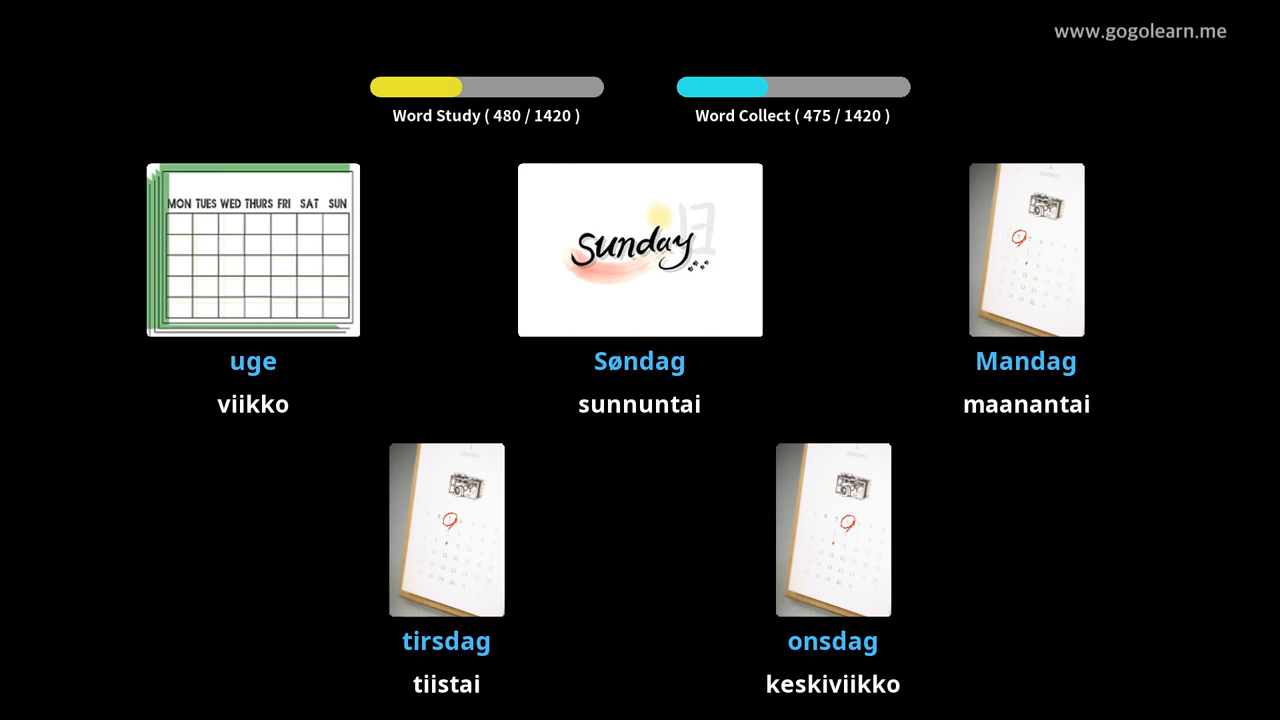 www.gogolearn.me
Word Study ( 480 / 1420 )
Word Collect ( 475 / 1420 )
MON TUES WED THURS FRI SAT SUN
Sunday
日
uge
Søndag
Mandag
viikko
sunnuntai
maanantai
tirsdag
onsdag
tiistai
keskiviikko